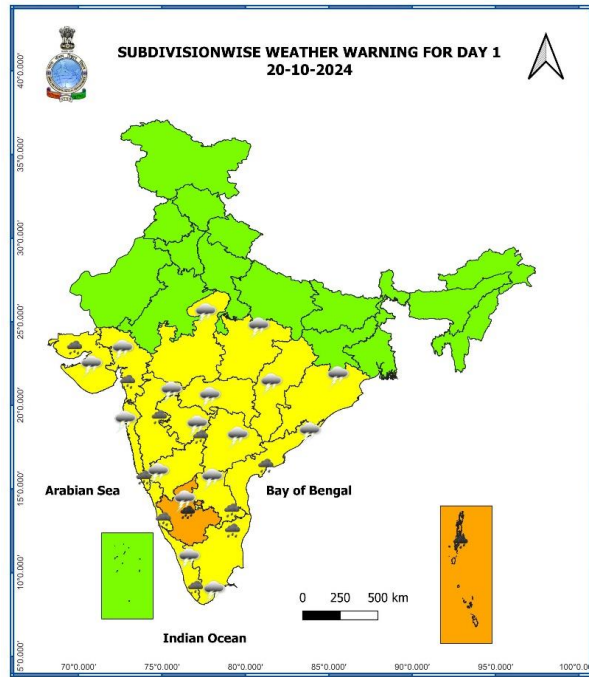 SUBDIVISIONWISE WEATHER WARNING FOR DAY 1
20-10-2024
40°0.000'
35°0.000'
30°0.000'
25°0.000'
20°0.000'
15°0.000'
10°0.000'
5°0.000'
Arabian Sea
Bay of Bengal
0 250 500 km
Indian Ocean
70°0.000' 75°0.000' 80°0.000' 85°0.000' 90°0.000' 95°0.000' 100°0.0